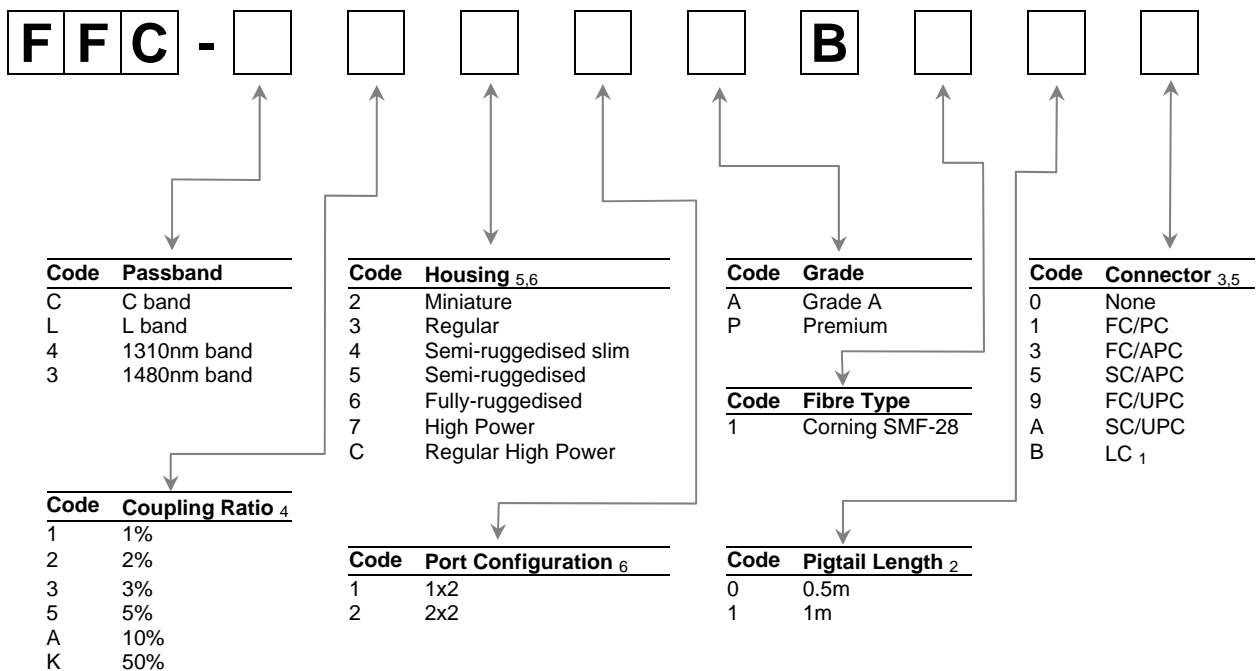 F F C - B
Code Passband
C C band
L L band
4 1310nm band
3 1480nm band
Code Housing 5,6
2 Miniature
3 Regular
4 Semi-ruggedised slim
5 Semi-ruggedised
6 Fully-ruggedised
7 High Power
C Regular High Power
Code Grade
A Grade A
P Premium
Code Connector 3,5
0 None
1 FC/PC
3 FC/APC
5 SC/APC
9 FC/UPC
A SC/UPC
B LC 1
Code Fibre Type
1 Corning SMF-28
Code Coupling Ratio 4
1 1%
2 2%
3 3%
5 5%
A 10%
K 50%
Code Port Configuration 6
1 1x2
2 2x2
Code Pigtail Length 2
0 0.5m
1 1m